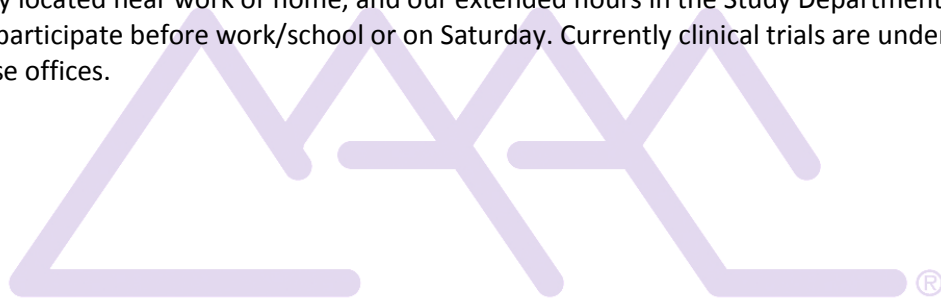 y located near work or home, and our extended hours in the Study Department
participate before work/school or on Saturday. Currently clinical trials are under
se offices.
®